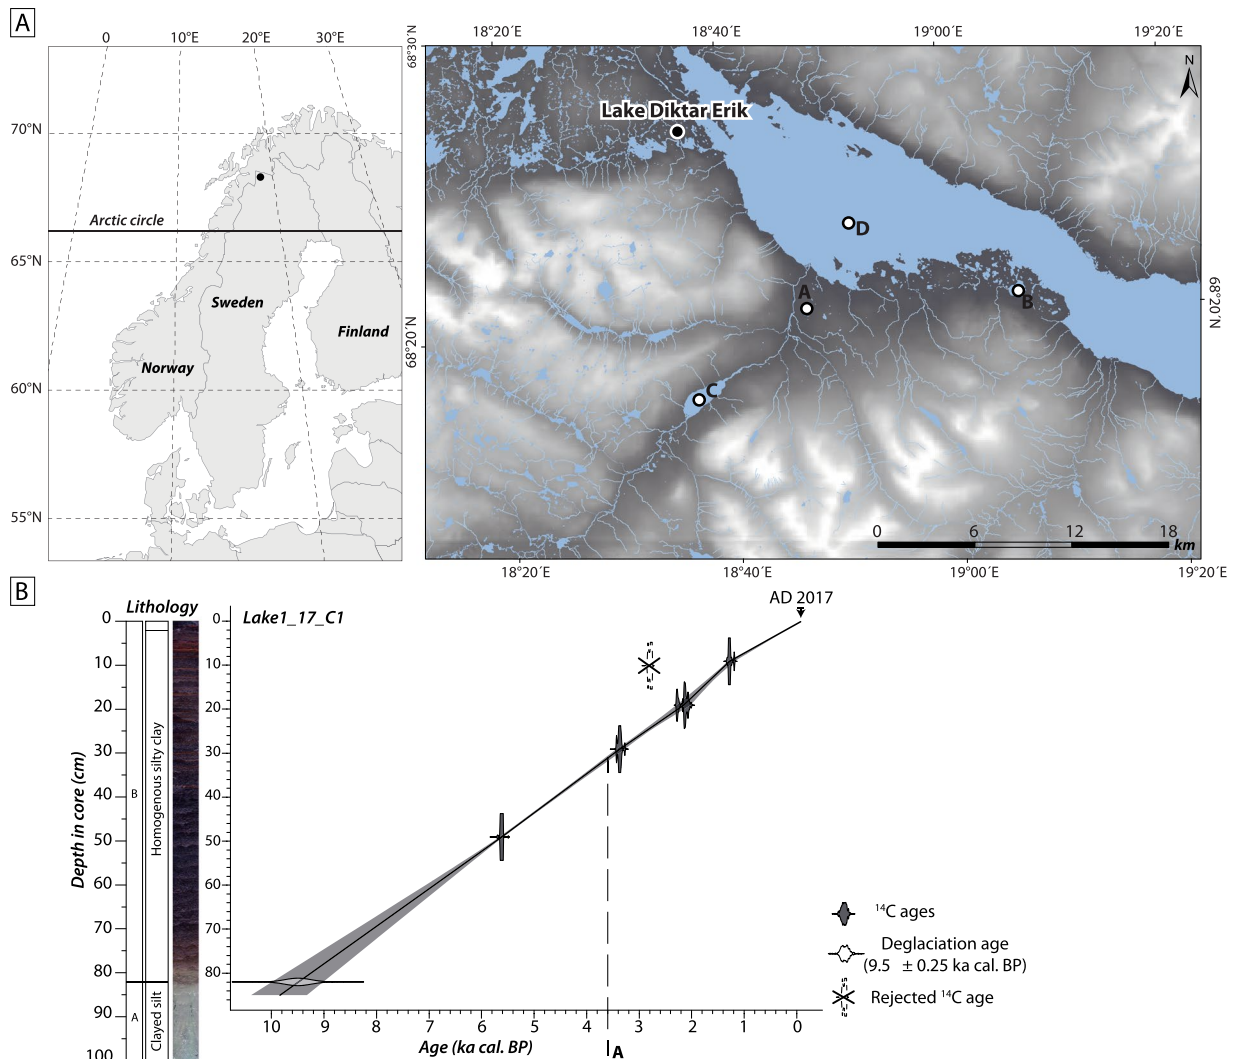 A
0
10°E
20°E
30°E
70°N
Arctic circle
65°N
Sweden
Finland
Norway
60°N
55°N
18°20´E
18°40´E
19°00´E
19°20´E
68°30´N
N
Lake Diktar Erik
D
A
B
C
68°20´N
68°20´N
0
6
12
18
km
18°20´E
18°40´E
19°00´E
19°20´E
B
Lithology
Lake1_17_C1
AD 2017
0
10
20
30
40
50
60
70
80
90
100
Depth in core (cm)
B
A
Homogenous silty clay
Clayed silt
0
10
20
30
40
50
60
70
80
10
9
8
7
6
5
4
3
2
1
0
Age (ka cal. BP)
A
14C ages
Deglaciation age
(9.5 ± 0.25 ka cal. BP)
Rejected 14C age